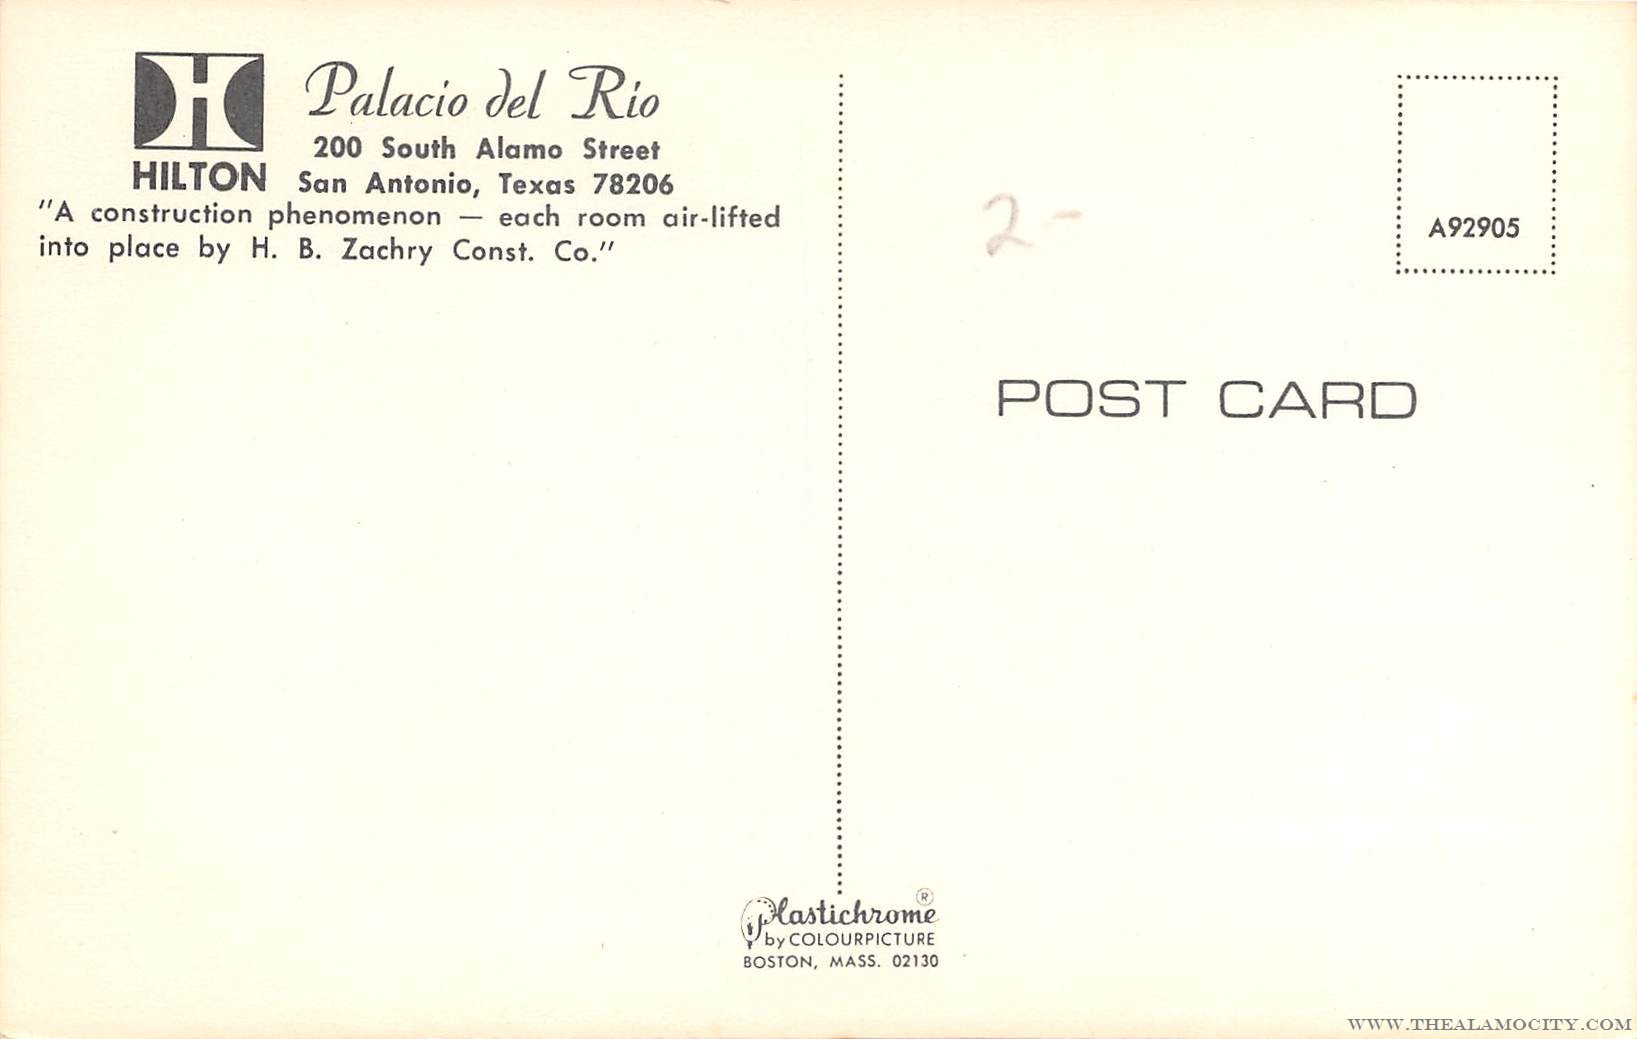 Palacio del Rio
200 South Alamo Street
HILTON
San Antonio, Texas 78206
"A construction phenomenon — each room air-lifted
into place by H. B. Zachry Const. Co."
2-
A92905
POST CARD
Plastichrome ®
by COLOURPICTURE
BOSTON, MASS. 02130
WWW.THEALAMOCITY.COM